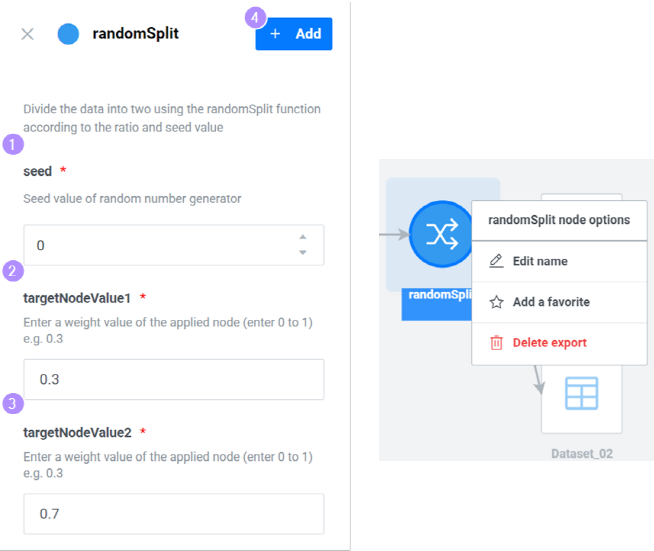 randomSplit
4
+ Add
Divide the data into two using the randomSplit function
according to the ratio and seed value
1
seed *
Seed value of random number generator
0
2
targetNodeValue1 *
Enter a weight value of the applied node (enter 0 to 1)
e.g. 0.3
0.3
3
targetNodeValue2 *
Enter a weight value of the applied node (enter 0 to 1)
e.g. 0.3
0.7
randomSpli
randomSplit node options
Edit name
Add a favorite
Delete export
Dataset_02